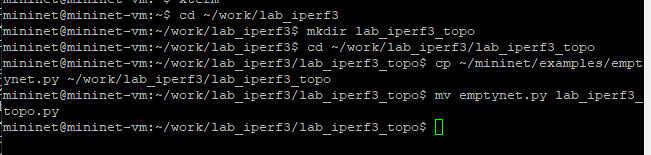 mininet@mininet-vm:~$ xterm
mininet@mininet-vm:~$ cd ~/work/lab_iperf3
mininet@mininet-vm:~/work/lab_iperf3$ mkdir lab_iperf3_topo
mininet@mininet-vm:~/work/lab_iperf3$ cd ~/work/lab_iperf3/lab_iperf3_topo
mininet@mininet-vm:~/work/lab_iperf3/lab_iperf3_topo$ cp ~/mininet/examples/empt
ynet.py ~/work/lab_iperf3/lab_iperf3_topo
mininet@mininet-vm:~/work/lab_iperf3/lab_iperf3_topo$ mv emptynet.py lab_iperf3_
topo.py
mininet@mininet-vm:~/work/lab_iperf3/lab_iperf3_topo$